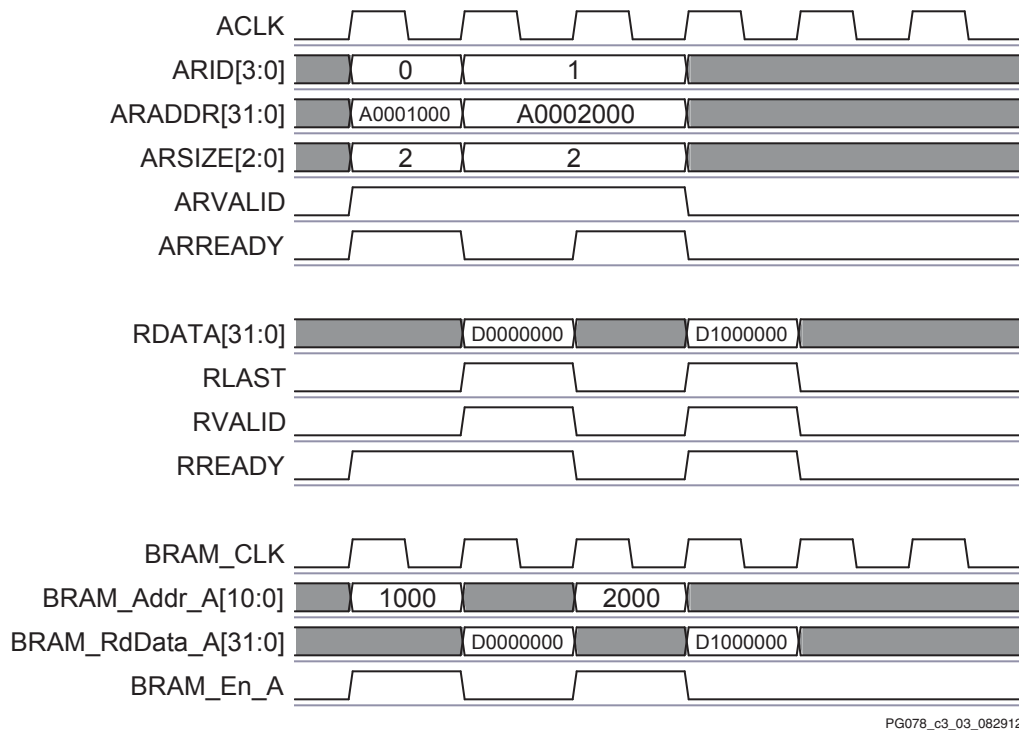 ACLK
ARID[3:0] 0 1
ARADDR[31:0] A0001000 A0002000
ARSIZE[2:0] 2 2
ARVALID
ARREADY
RDATA[31:0] D0000000 D1000000
RLAST
RVALID
RREADY
BRAM_CLK
BRAM_Addr_A[10:0] 1000 2000
BRAM_RdData_A[31:0] D0000000 D1000000
BRAM_En_A
PG078_c3_03_082912